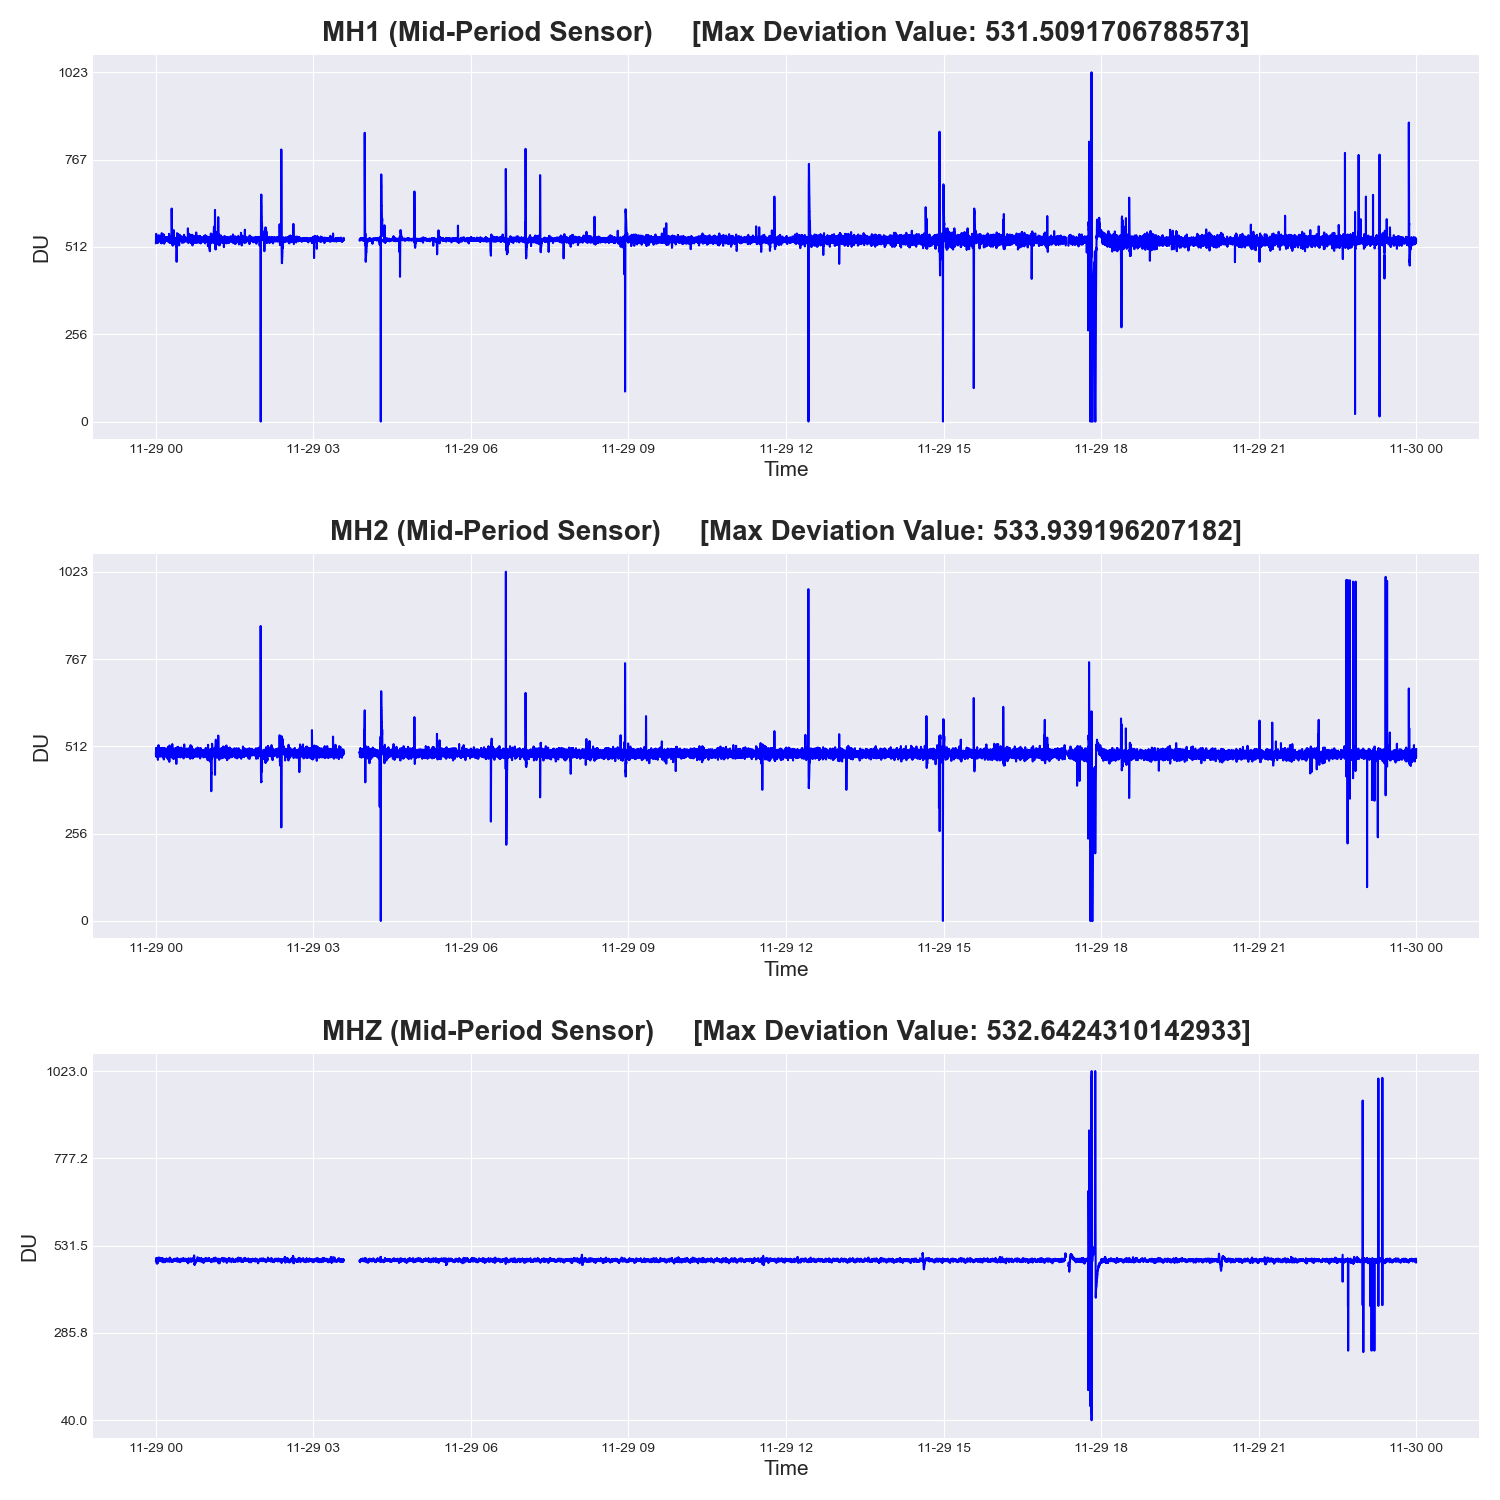 MH1 (Mid-Period Sensor) [Max Deviation Value: 531.5091706788573]
1023
767
512
256
0
DU
11-29 00 11-29 03 11-29 06 11-29 09 11-29 12 11-29 15 11-29 18 11-29 21 11-30 00
Time
MH2 (Mid-Period Sensor) [Max Deviation Value: 533.939196207182]
1023
767
512
256
0
DU
11-29 00 11-29 03 11-29 06 11-29 09 11-29 12 11-29 15 11-29 18 11-29 21 11-30 00
Time
MHZ (Mid-Period Sensor) [Max Deviation Value: 532.6424310142933]
1023.0
777.2
531.5
285.8
40.0
DU
11-29 00 11-29 03 11-29 06 11-29 09 11-29 12 11-29 15 11-29 18 11-29 21 11-30 00
Time